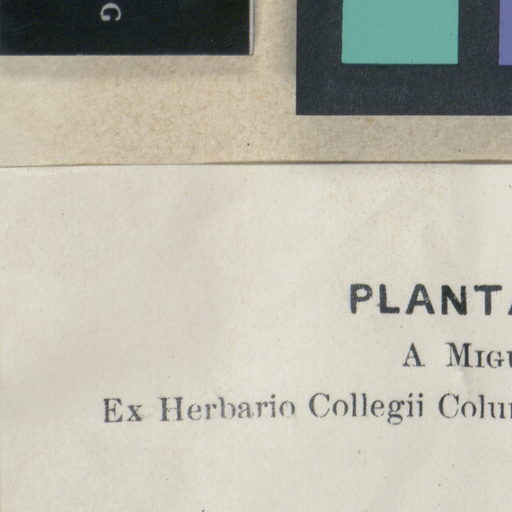 G
PLANTA
A MIGU
Ex Herbario Collegii Colu